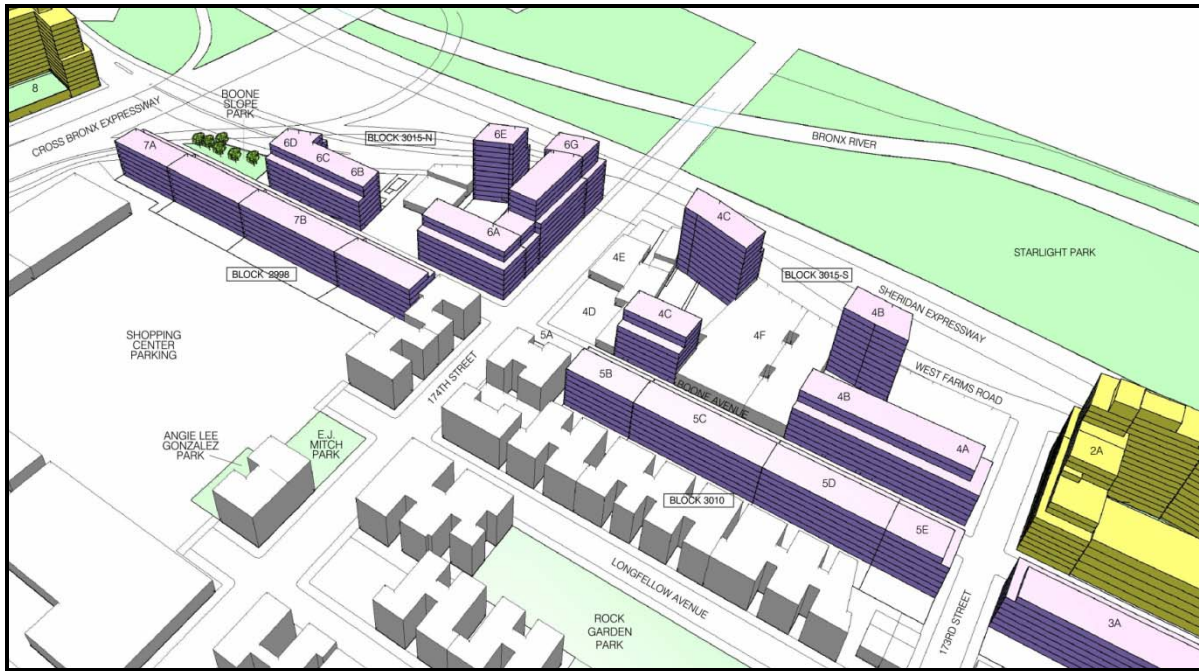 8
BOONE
SLOPE
PARK
CROSS BRONX EXPRESSWAY
7A
6D
6C
6B
BLOCK 3015-N
6E
6G
BRONX RIVER
7B
6A
4C
STARLIGHT PARK
BLOCK 2998
4E
BLOCK 3015-S
SHERIDAN EXPRESSWAY
4D
4C
4B
4F
SHOPPING
CENTER
PARKING
5A
174TH STREET
WEST FARMS ROAD
5B
BOONE AVENUE
4B
5C
4A
2A
ANGIE LEE
GONZALEZ
PARK
E.J.
MITCH
PARK
5D
BLOCK 3010
5E
LONGFELLOW AVENUE
173RD STREET
3A
ROCK
GARDEN
PARK